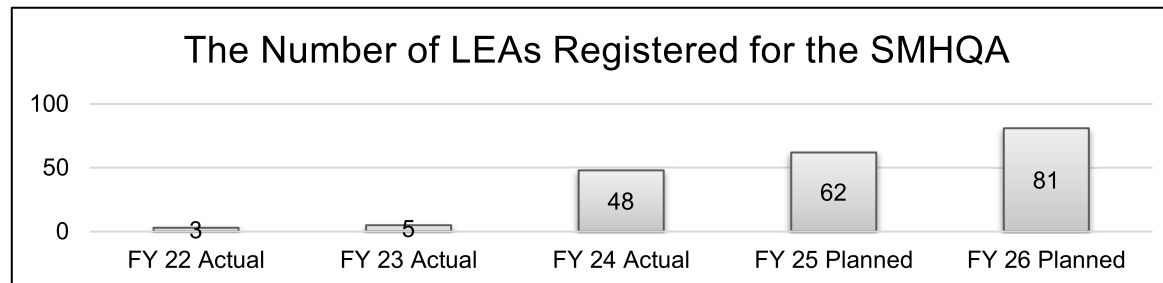 The Number of LEAs Registered for the SMHQA
100
50
0
3
5
48
62
81
FY 22 Actual
FY 23 Actual
FY 24 Actual
FY 25 Planned
FY 26 Planned